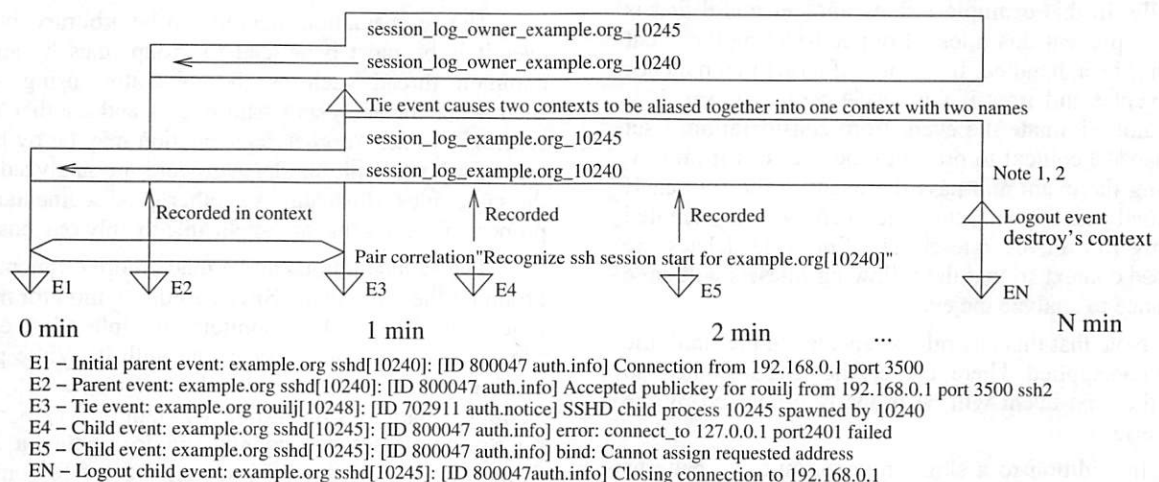 session_log_owner_example.org_10245
session_log_owner_example.org_10240
Tie event causes two contexts to be aliased together into one context with two names
session_log_example.org_10245
session_log_example.org_10240
Note 1, 2
Recorded in context
Recorded
Recorded
Logout event
destroy's context
Pair correlation"Recognize ssh session start for example.org[10240]"
E1
E2
E3
E4
E5
EN
0 min
1 min
2 min
...
N min
E1 – Initial parent event: example.org sshd[10240]: [ID 800047 auth.info] Connection from 192.168.0.1 port 3500
E2 – Parent event: example.org sshd[10240]: [ID 800047 auth.info] Accepted publickey for rouilj from 192.168.0.1 port 3500 ssh2
E3 – Tie event: example.org rouilj[10248]: [ID 702911 auth.notice] SSHD child process 10245 spawned by 10240
E4 – Child event: example.org sshd[10245]: [ID 800047 auth.info] error: connect_to 127.0.0.1 port2401 failed
E5 – Child event: example.org sshd[10245]: [ID 800047 auth.info] bind: Cannot assign requested address
EN – Logout child event: example.org sshd[10245]: [ID 800047auth.info] Closing connection to 192.168.0.1